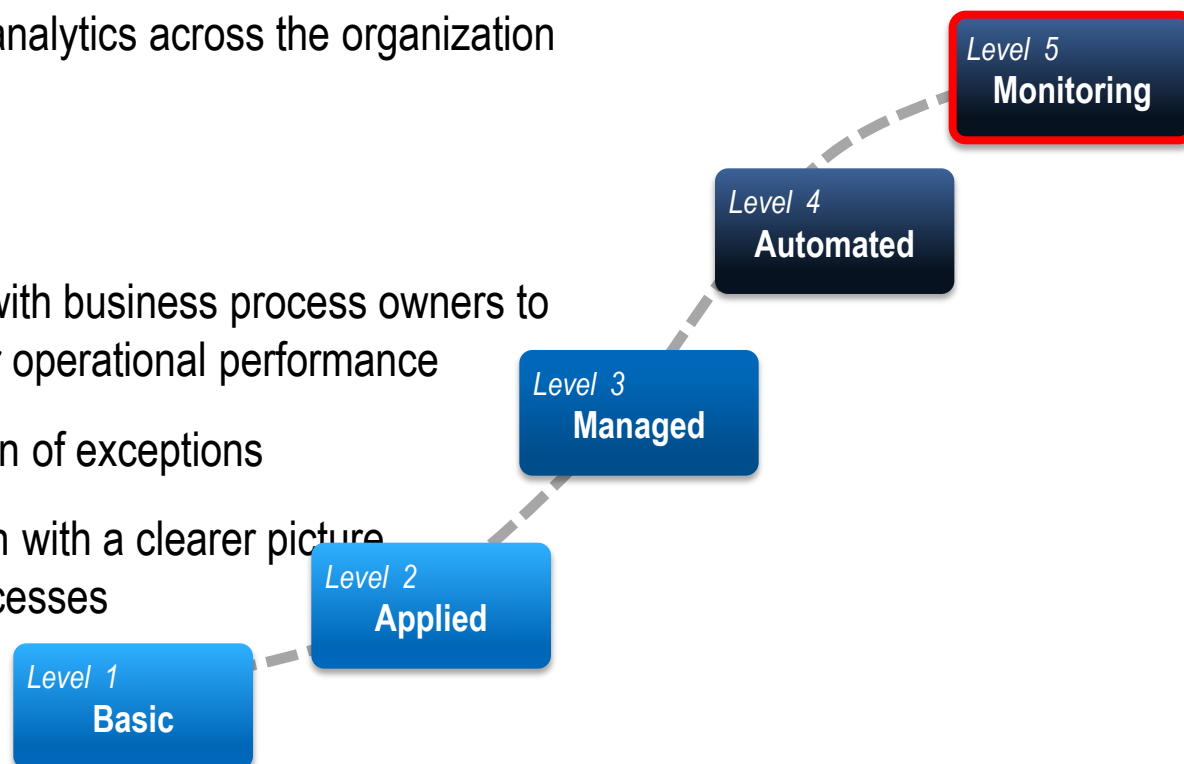 analytics across the organization
Level 5
Monitoring
Level 4
Automated
with business process owners to
operational performance
Level 3
Managed
of exceptions
with a clearer picture
Level 2
Applied
Level 1
Basic